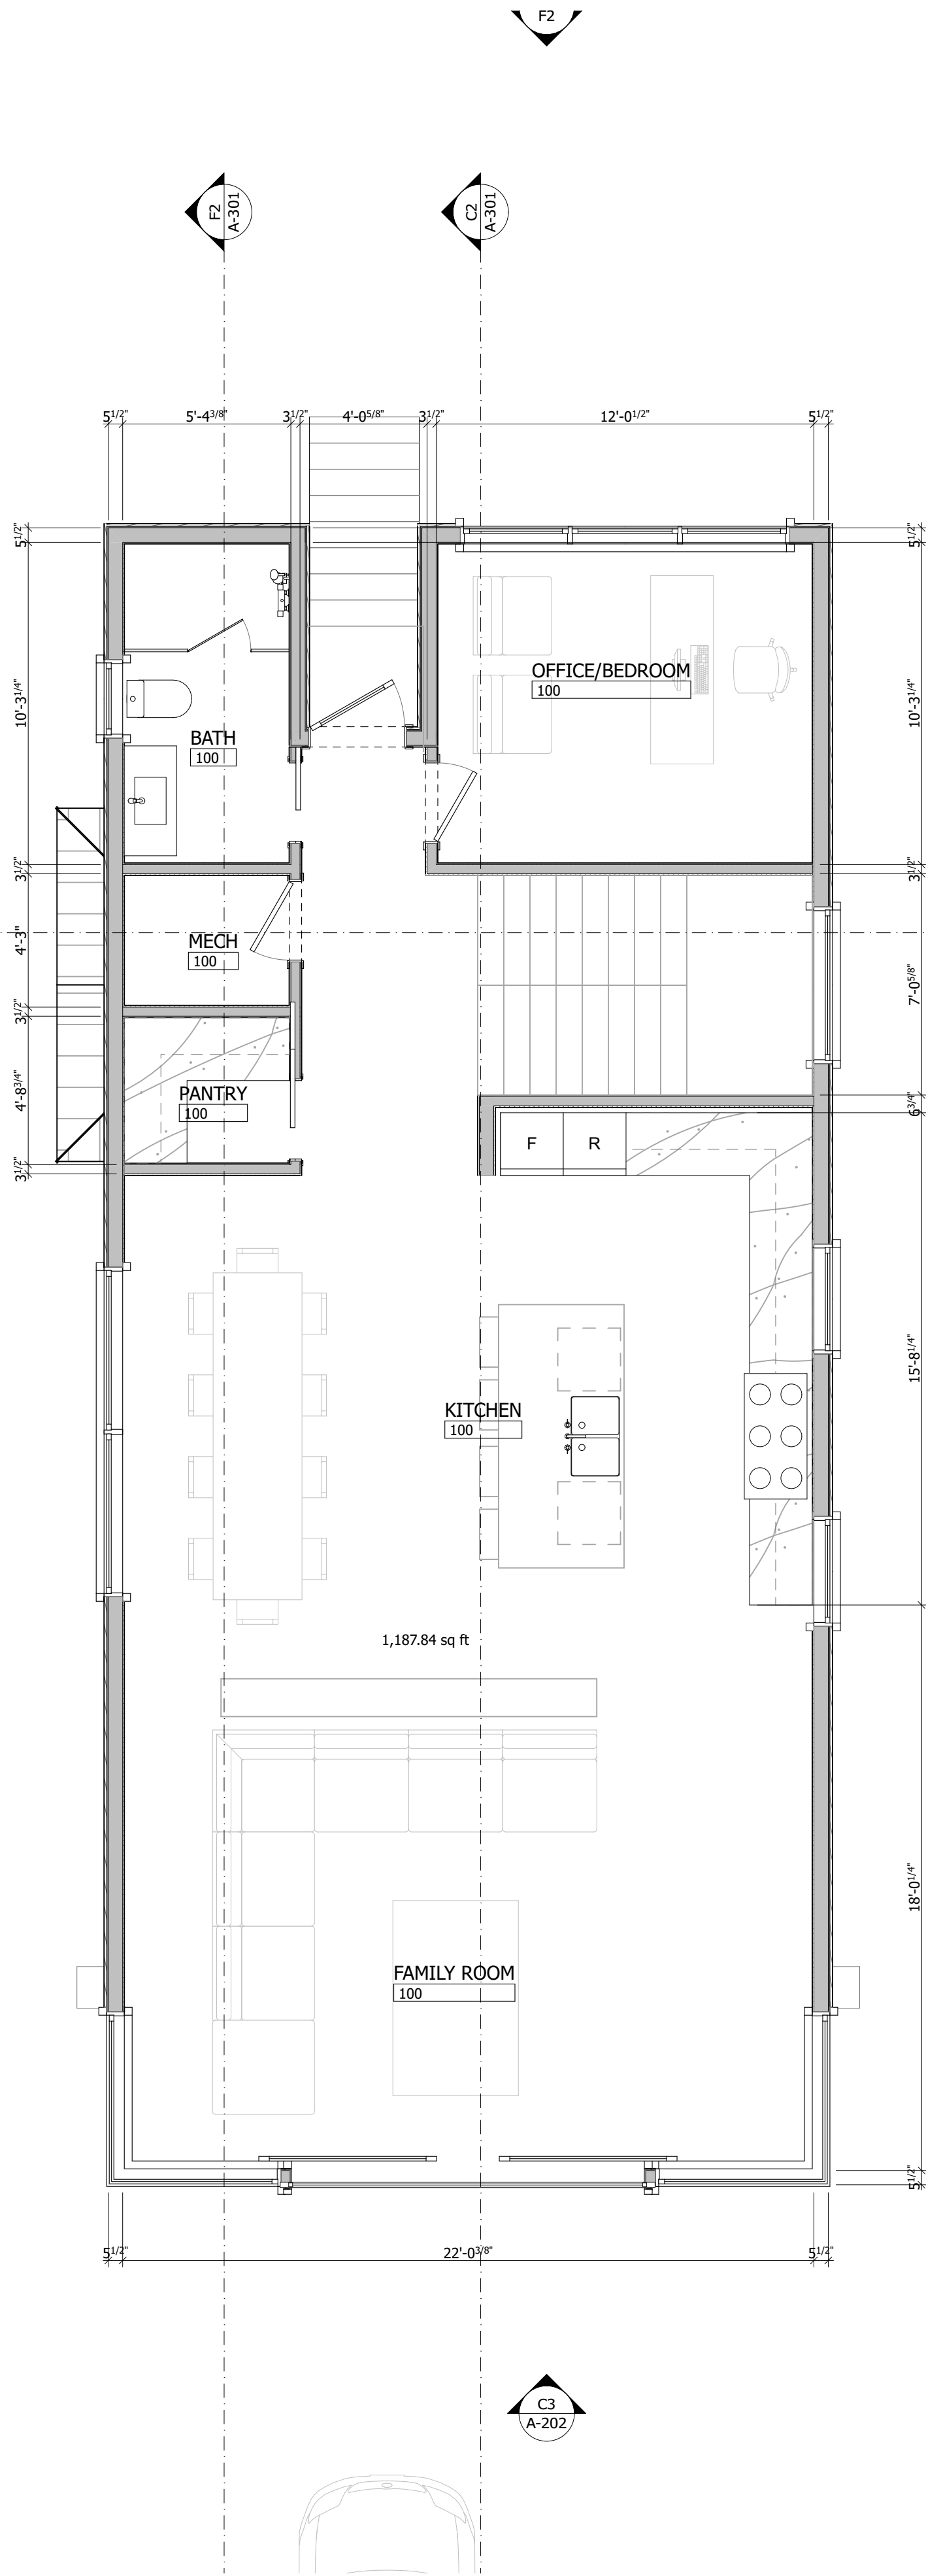 F2
F2
A-301
C2
A-301
5 1/2"
5'-4 3/8"
3 1/2"
4'-0 5/8"
3 1/2"
12'-0 1/2"
5 1/2"
5 1/2"
5 1/2"
10'-3 1/4"
10'-3 1/4"
OFFICE/BEDROOM
100
BATH
100
3 1/2"
3 1/2"
MECH
100
4'-3"
7'-0 5/8"
3 1/2"
PANTRY
100
4'-8 3/4"
6 3/4"
F
R
3 1/2"
15'-8 1/4"
KITCHEN
100
1,187.84 sq ft
18'-0 1/4"
FAMILY ROOM
100
5 1/2"
5 1/2"
22'-0 3/8"
5 1/2"
C3
A-202